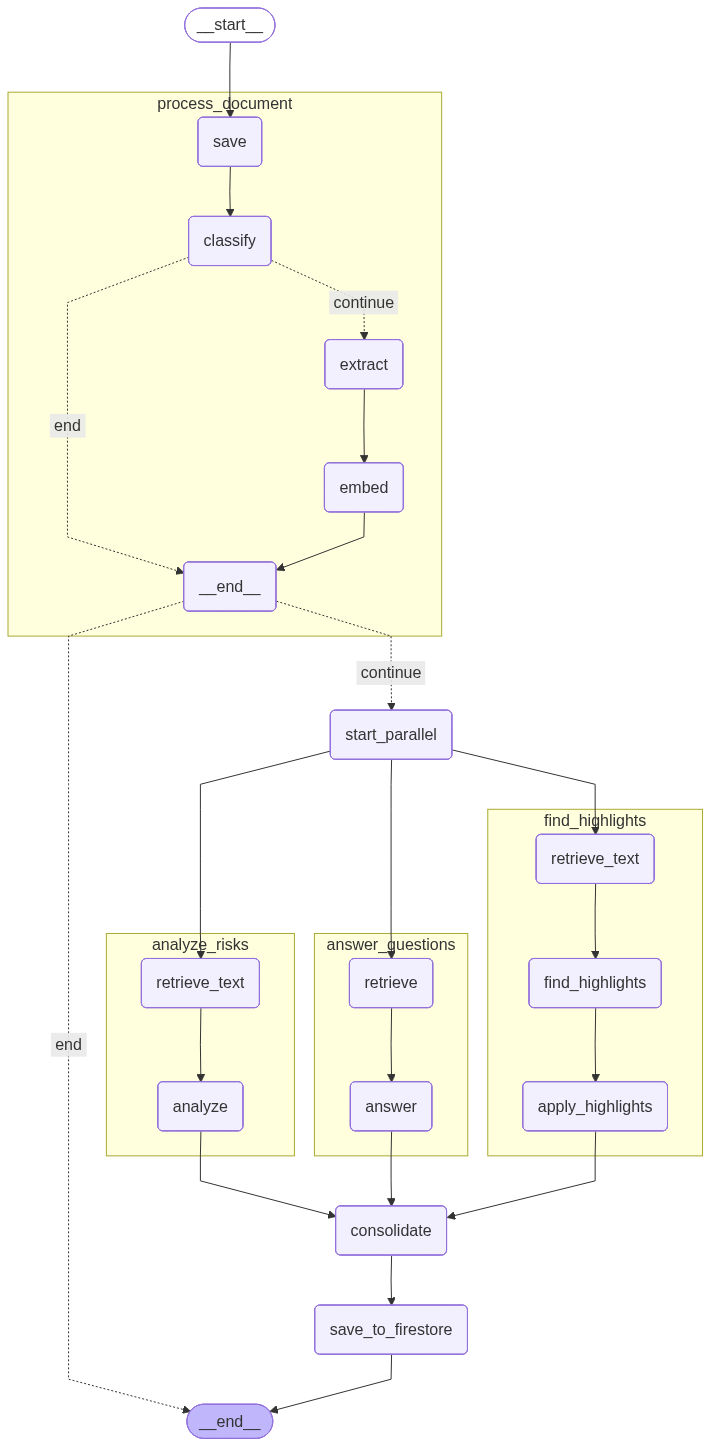 __start__
process_document
save
classify
continue
extract
end
embed
__end__
continue
start_parallel
find_highlights
retrieve_text
analyze_risks
answer_questions
retrieve_text
retrieve
find_highlights
end
analyze
answer
apply_highlights
consolidate
save_to_firestore
__end__